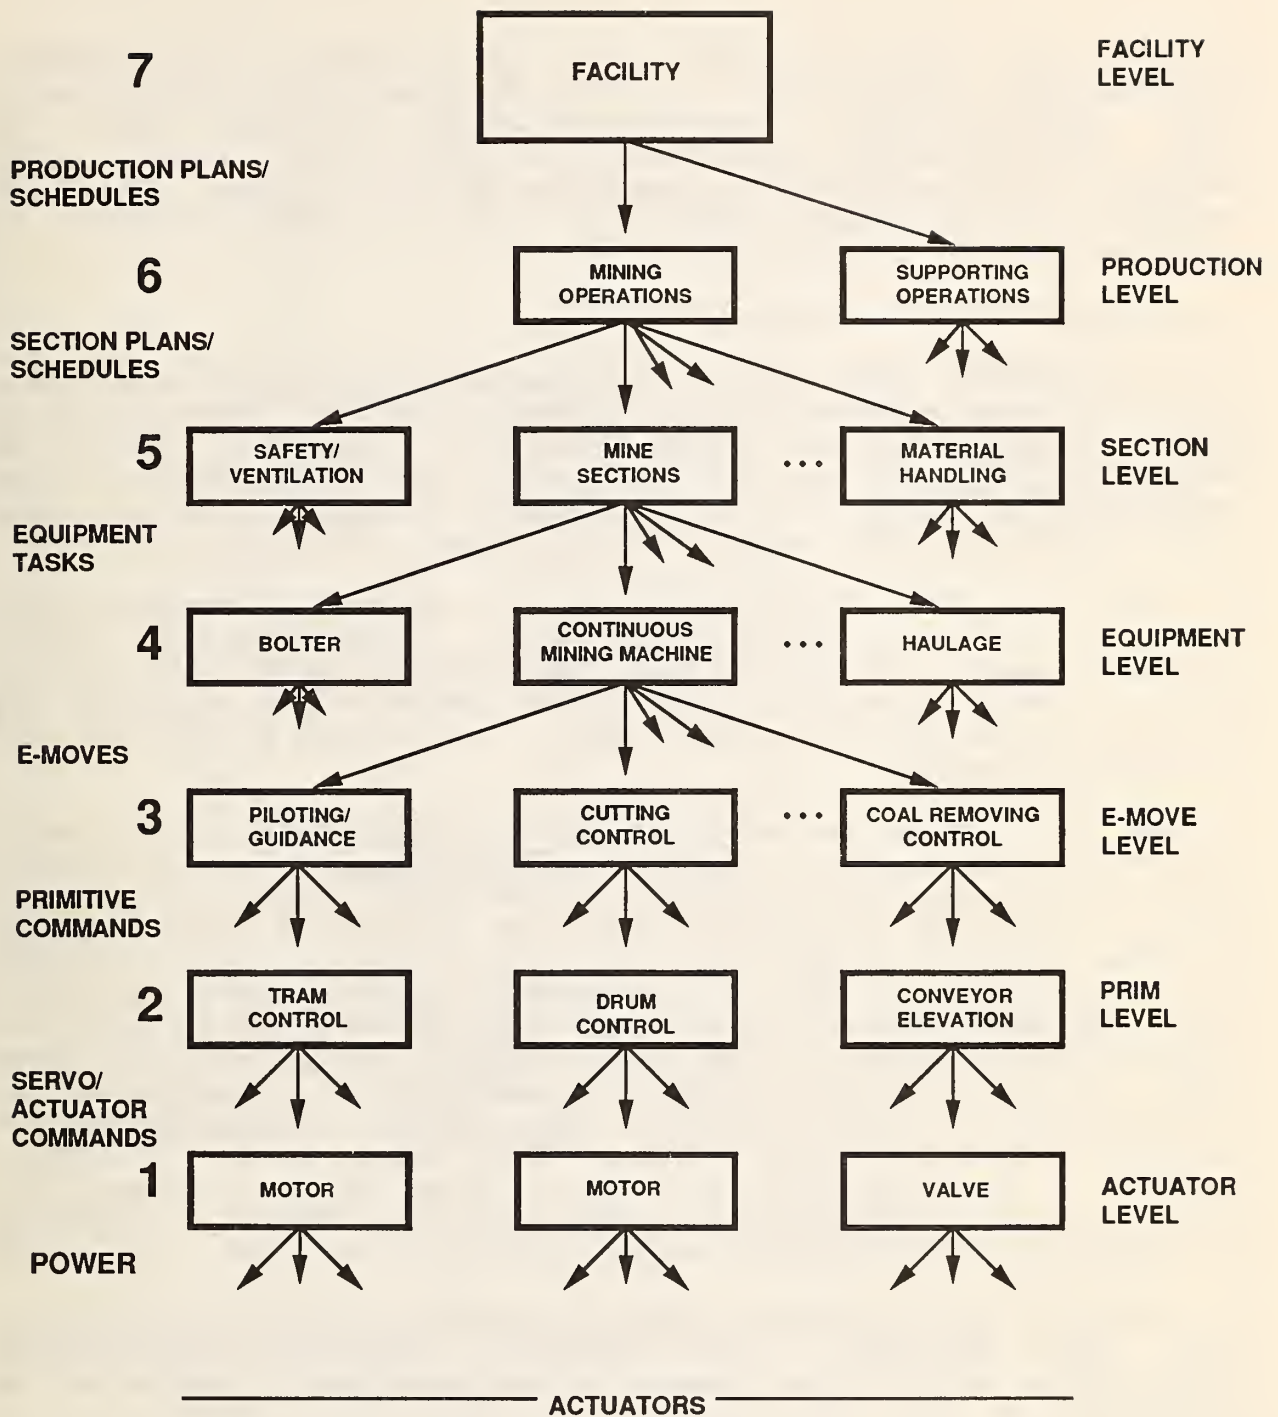 7
FACILITY
FACILITY
LEVEL
PRODUCTION PLANS/
SCHEDULES
6
MINING
OPERATIONS
SUPPORTING
OPERATIONS
PRODUCTION
LEVEL
SECTION PLANS/
SCHEDULES
5
SAFETY/
VENTILATION
MINE
SECTIONS
...
MATERIAL
HANDLING
SECTION
LEVEL
EQUIPMENT
TASKS
4
BOLTER
CONTINUOUS
MINING MACHINE
...
HAULAGE
EQUIPMENT
LEVEL
E-MOVES
3
PILOTING/
GUIDANCE
CUTTING
CONTROL
...
COAL REMOVING
CONTROL
E-MOVE
LEVEL
PRIMITIVE
COMMANDS
2
TRAM
CONTROL
DRUM
CONTROL
CONVEYOR
ELEVATION
PRIM
LEVEL
SERVO/
ACTUATOR
COMMANDS
1
MOTOR
MOTOR
VALVE
ACTUATOR
LEVEL
POWER
ACTUATORS